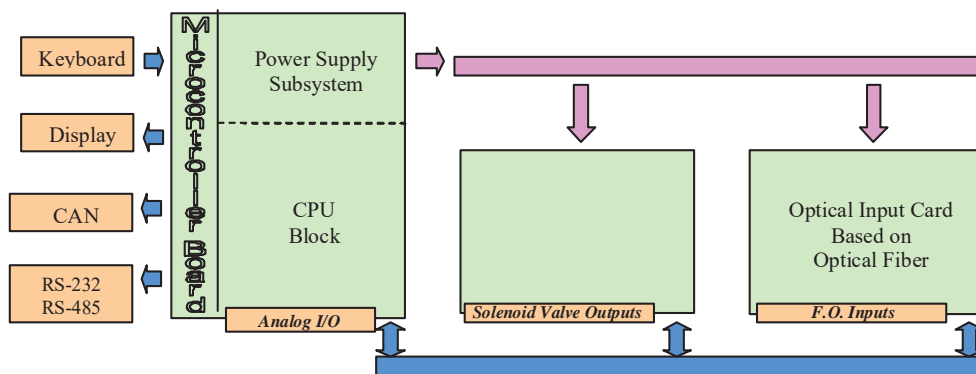 Keyboard
Display
CAN
RS-232
RS-485
Microcontroller Board
Power Supply
Subsystem
CPU
Block
Analog I/O
Solenoid Valve Outputs
Optical Input Card
Based on
Optical Fiber
F.O. Inputs